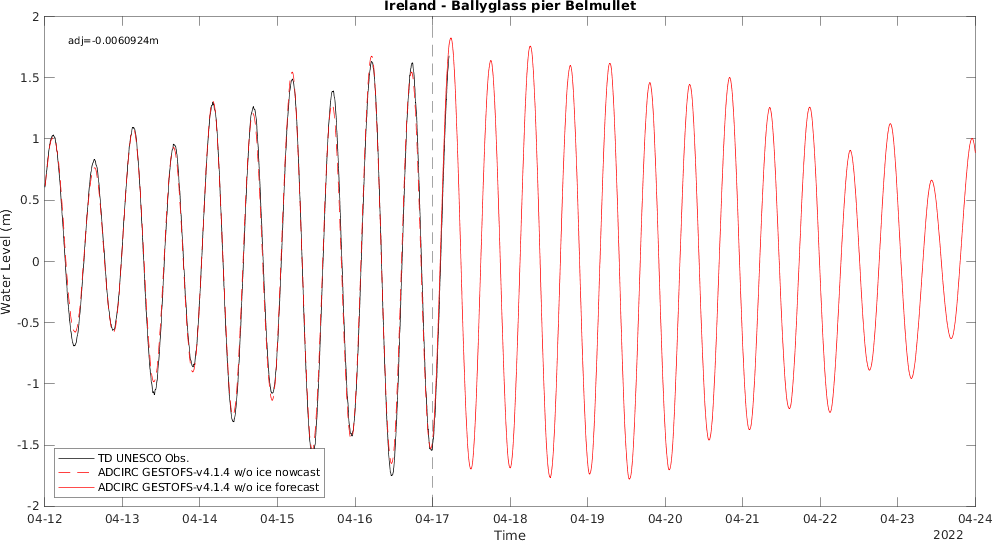 Ireland - Ballyglass pier Belmullet
adj=-0.0060924m
2
1.5
1
0.5
0
-0.5
-1
-1.5
-2
Water Level (m)
TD UNESCO Obs.
ADCIRC GESTOFS-v4.1.4 w/o ice nowcast
ADCIRC GESTOFS-v4.1.4 w/o ice forecast
04-12 04-13 04-14 04-15 04-16 04-17 04-18 04-19 04-20 04-21 04-22 04-23 04-24
Time
2022